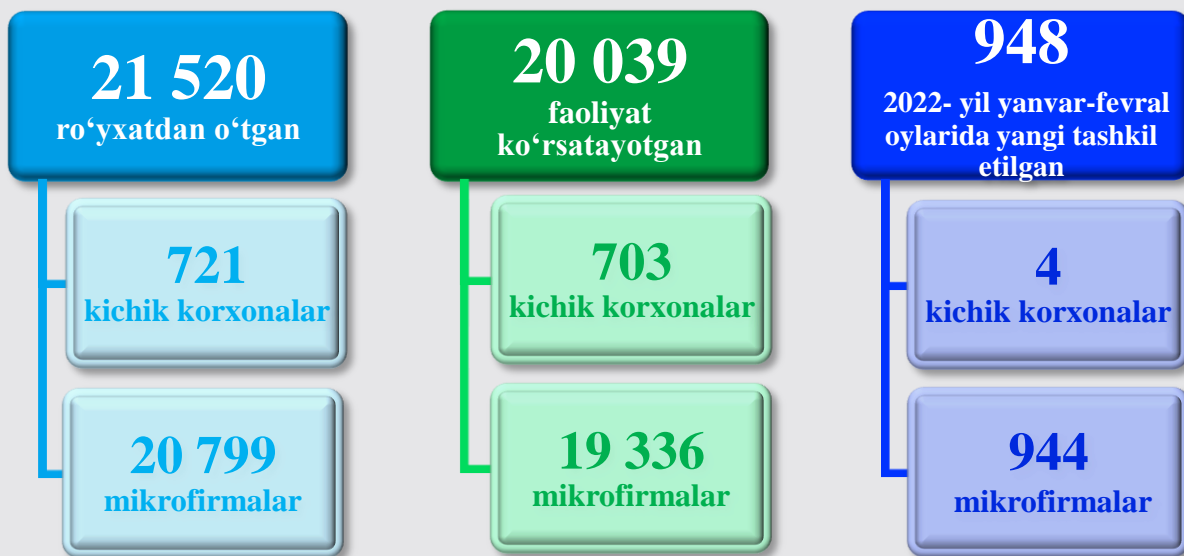 21 520
ro‘yxatdan o‘tgan
721
kichik korxonalar
20 799
mikrofirmalar
20 039
faoliyat
ko‘rsatayotgan
703
kichik korxonalar
19 336
mikrofirmalar
948
2022- yil yanvar-fevral
oylarida yangi tashkil
etilgan
4
kichik korxonalar
944
mikrofirmalar